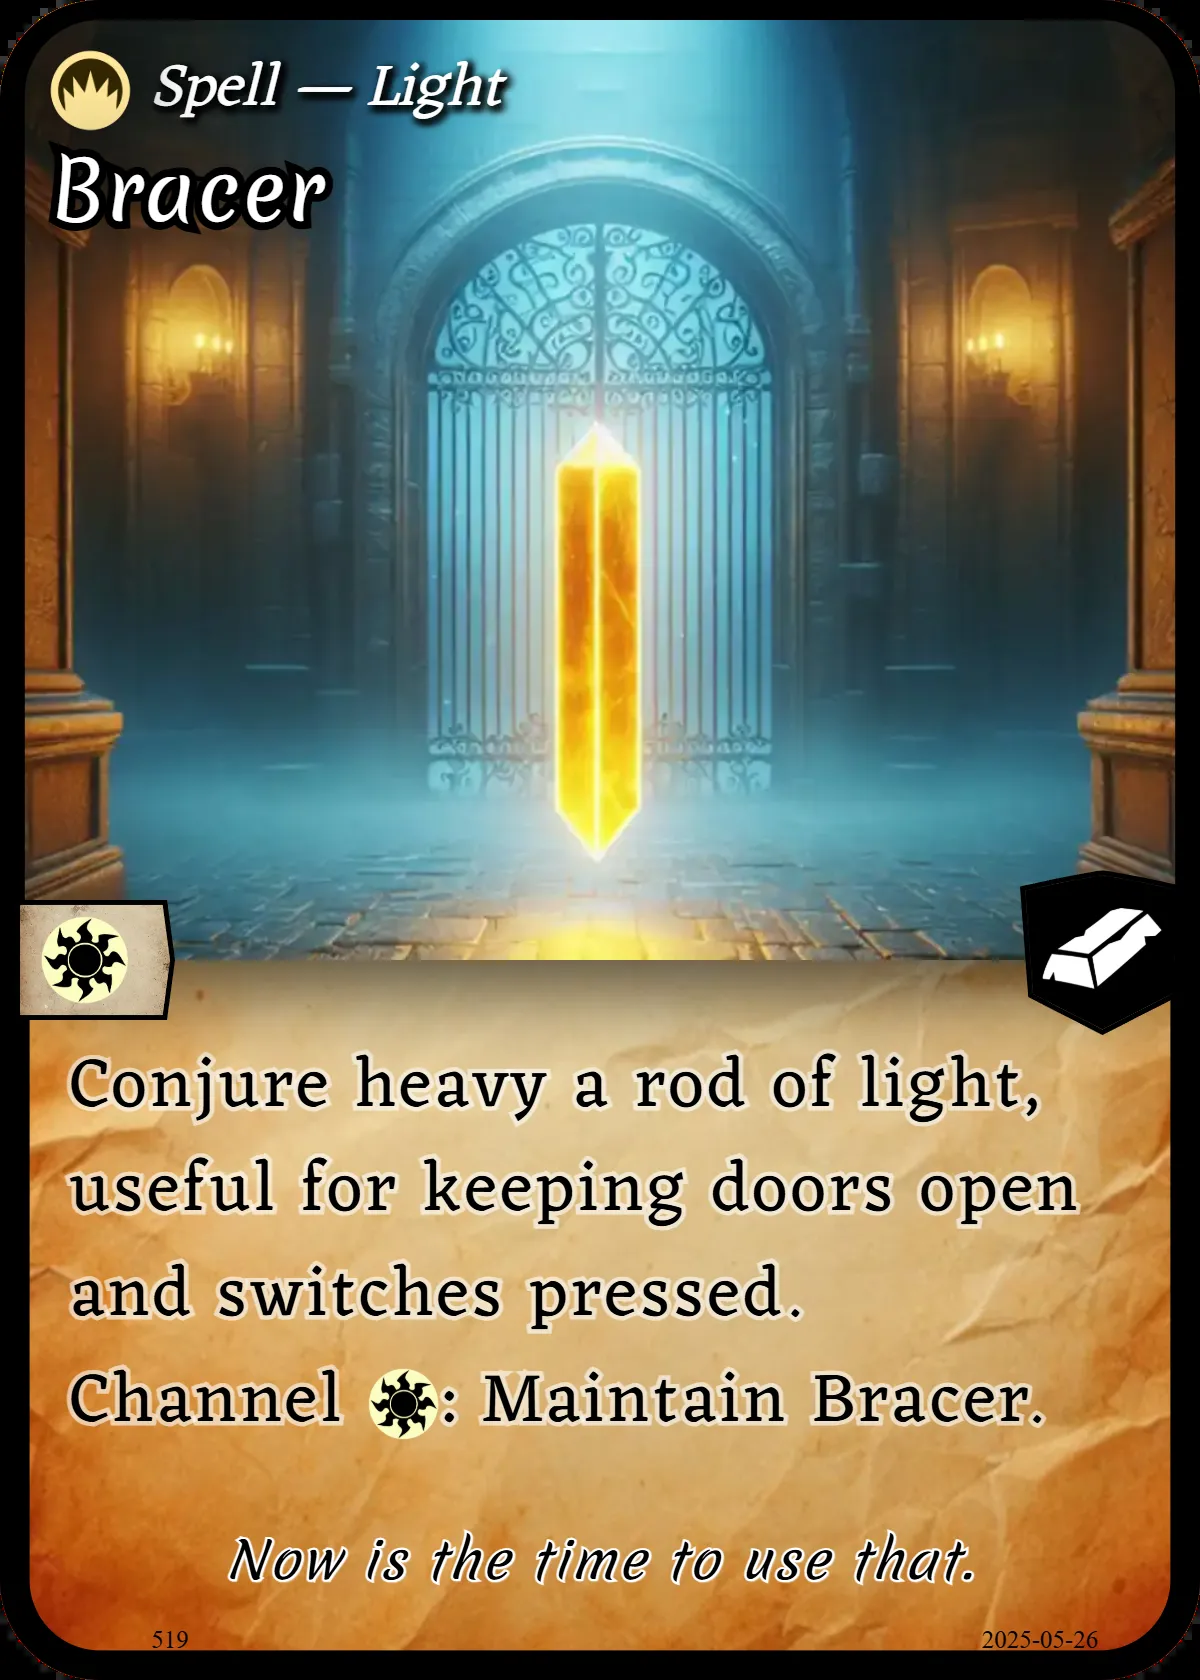 Spell — Light
Bracer
Conjure heavy a rod of light,
useful for keeping doors open
and switches pressed.
Channel : Maintain Bracer.
Now is the time to use that.
519
2025-05-26